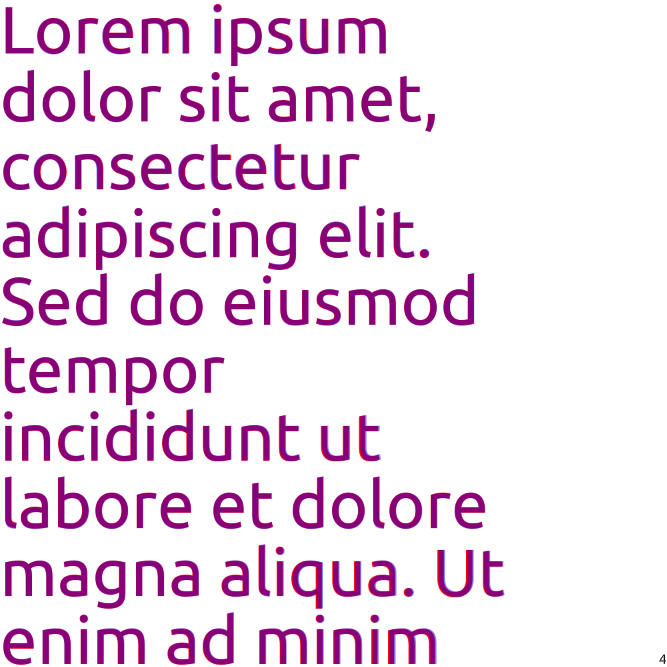 Lorem ipsum
dolor sit amet,
consectetur
adipiscing elit.
Sed do eiusmod
tempor
incididunt ut
labore et dolore
magna aliqua. Ut
enim ad minim
4